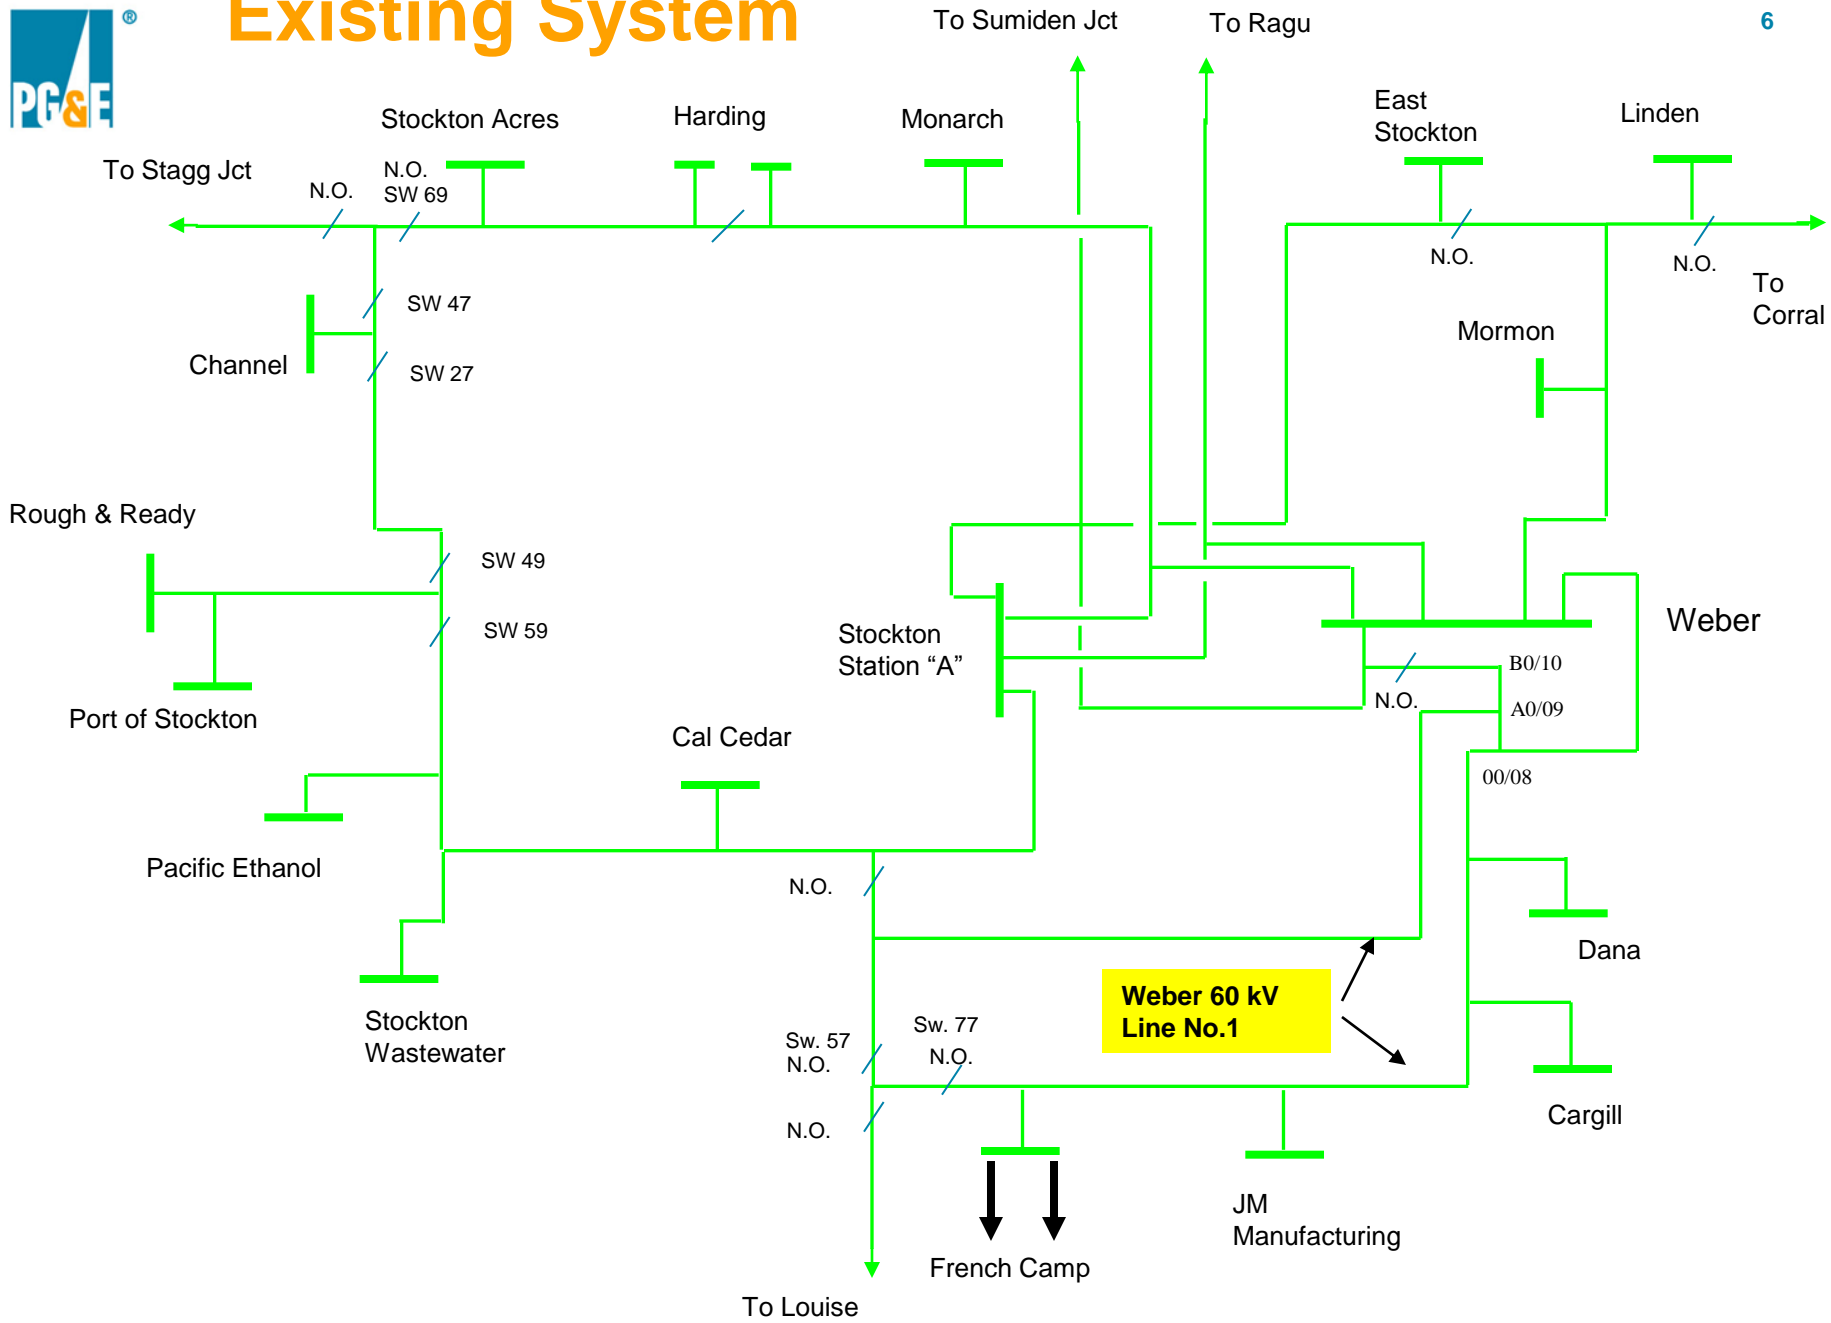 PG&E
®
Existing System
6
To Sumiden Jct
To Ragu
East
Stockton
Linden
Stockton Acres
Harding
Monarch
To Stagg Jct
N.O.
N.O.
SW 69
N.O.
N.O.
To
Corral
SW 47
SW 27
Channel
Mormon
Rough & Ready
SW 49
SW 59
Stockton
Station “A”
Weber
B0/10
N.O.
A0/09
00/08
Port of Stockton
Cal Cedar
Pacific Ethanol
N.O.
Dana
Weber 60 kV
Line No.1
Stockton
Wastewater
Sw. 57
N.O.
Sw. 77
N.O.
N.O.
Cargill
JM
Manufacturing
French Camp
To Louise